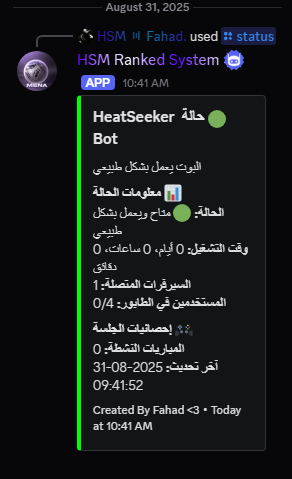 August 31, 2025
HSM Fahad. used status
HSM Ranked System
MENA
APP 10:41 AM
🟢 حالة HeatSeeker
Bot
البوت يعمل بشكل طبيعي
📊 معلومات الحالة
الحالة: 🟢 متاح ويعمل بشكل
طبيعي
وقت التشغيل: 0 أيام، 0 ساعات، 0
دقائق
السيرفرات المتصلة: 1
المستخدمين في الطابور: 0/4
🎮 إحصائيات الجلسة
المباريات النشطة: 0
آخر تحديث: 2025-08-31
09:41:52
Created By Fahad <3 • Today
at 10:41 AM